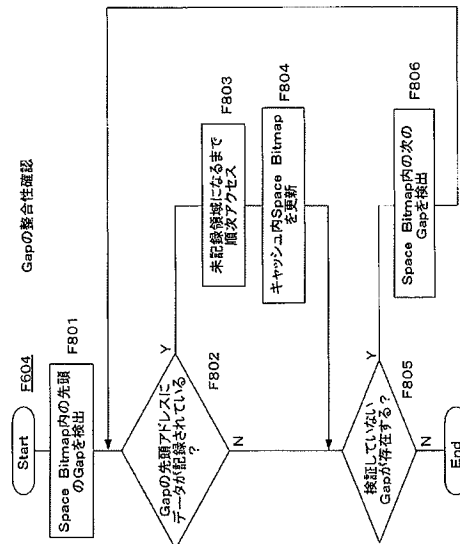 Gapの整合性確認
F604
Start
F801
Space Bitmap内の先頭
のGapを検出
F802
Gapの先頭アドレスに
データが記録されている
?
Y
N
F803
未記録領域になるまで
順次アクセス
F804
キャッシュ内Space Bitmap
を更新
F805
検証していない
Gapが存在する?
Y
N
F806
Space Bitmap内の次の
Gapを検出
End